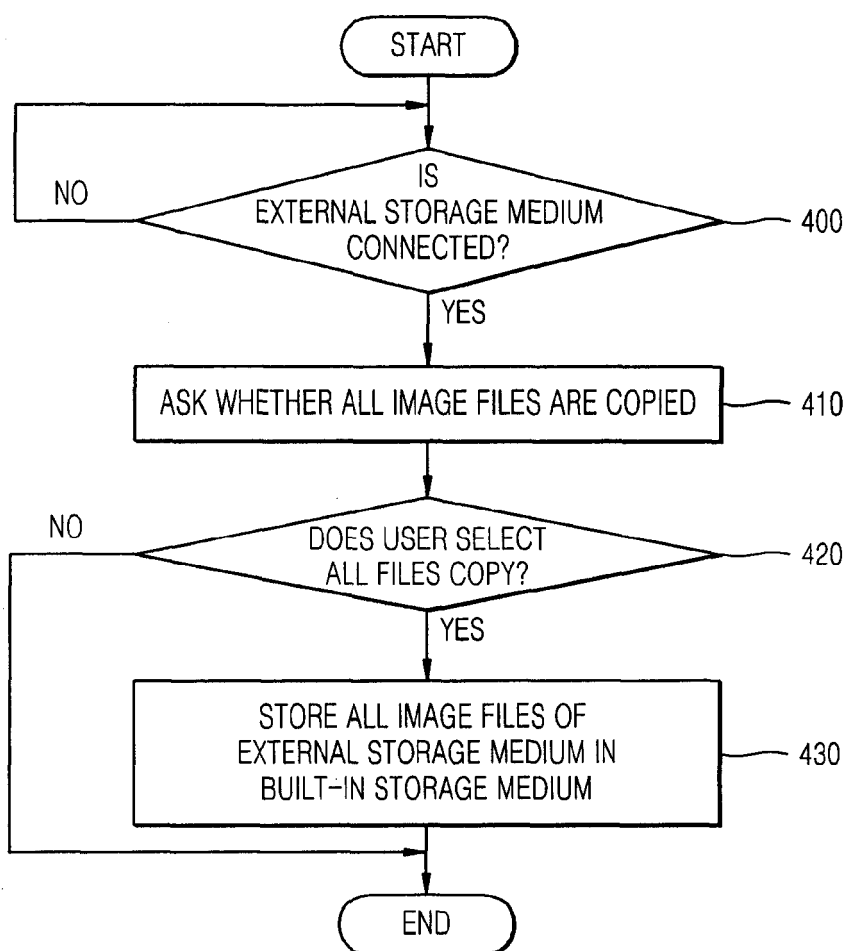 START
IS
EXTERNAL STORAGE MEDIUM
CONNECTED?
400
NO
YES
ASK WHETHER ALL IMAGE FILES ARE COPIED
410
NO
DOES USER SELECT
ALL FILES COPY?
420
YES
STORE ALL IMAGE FILES OF
EXTERNAL STORAGE MEDIUM IN
BUILT-IN STORAGE MEDIUM
430
END